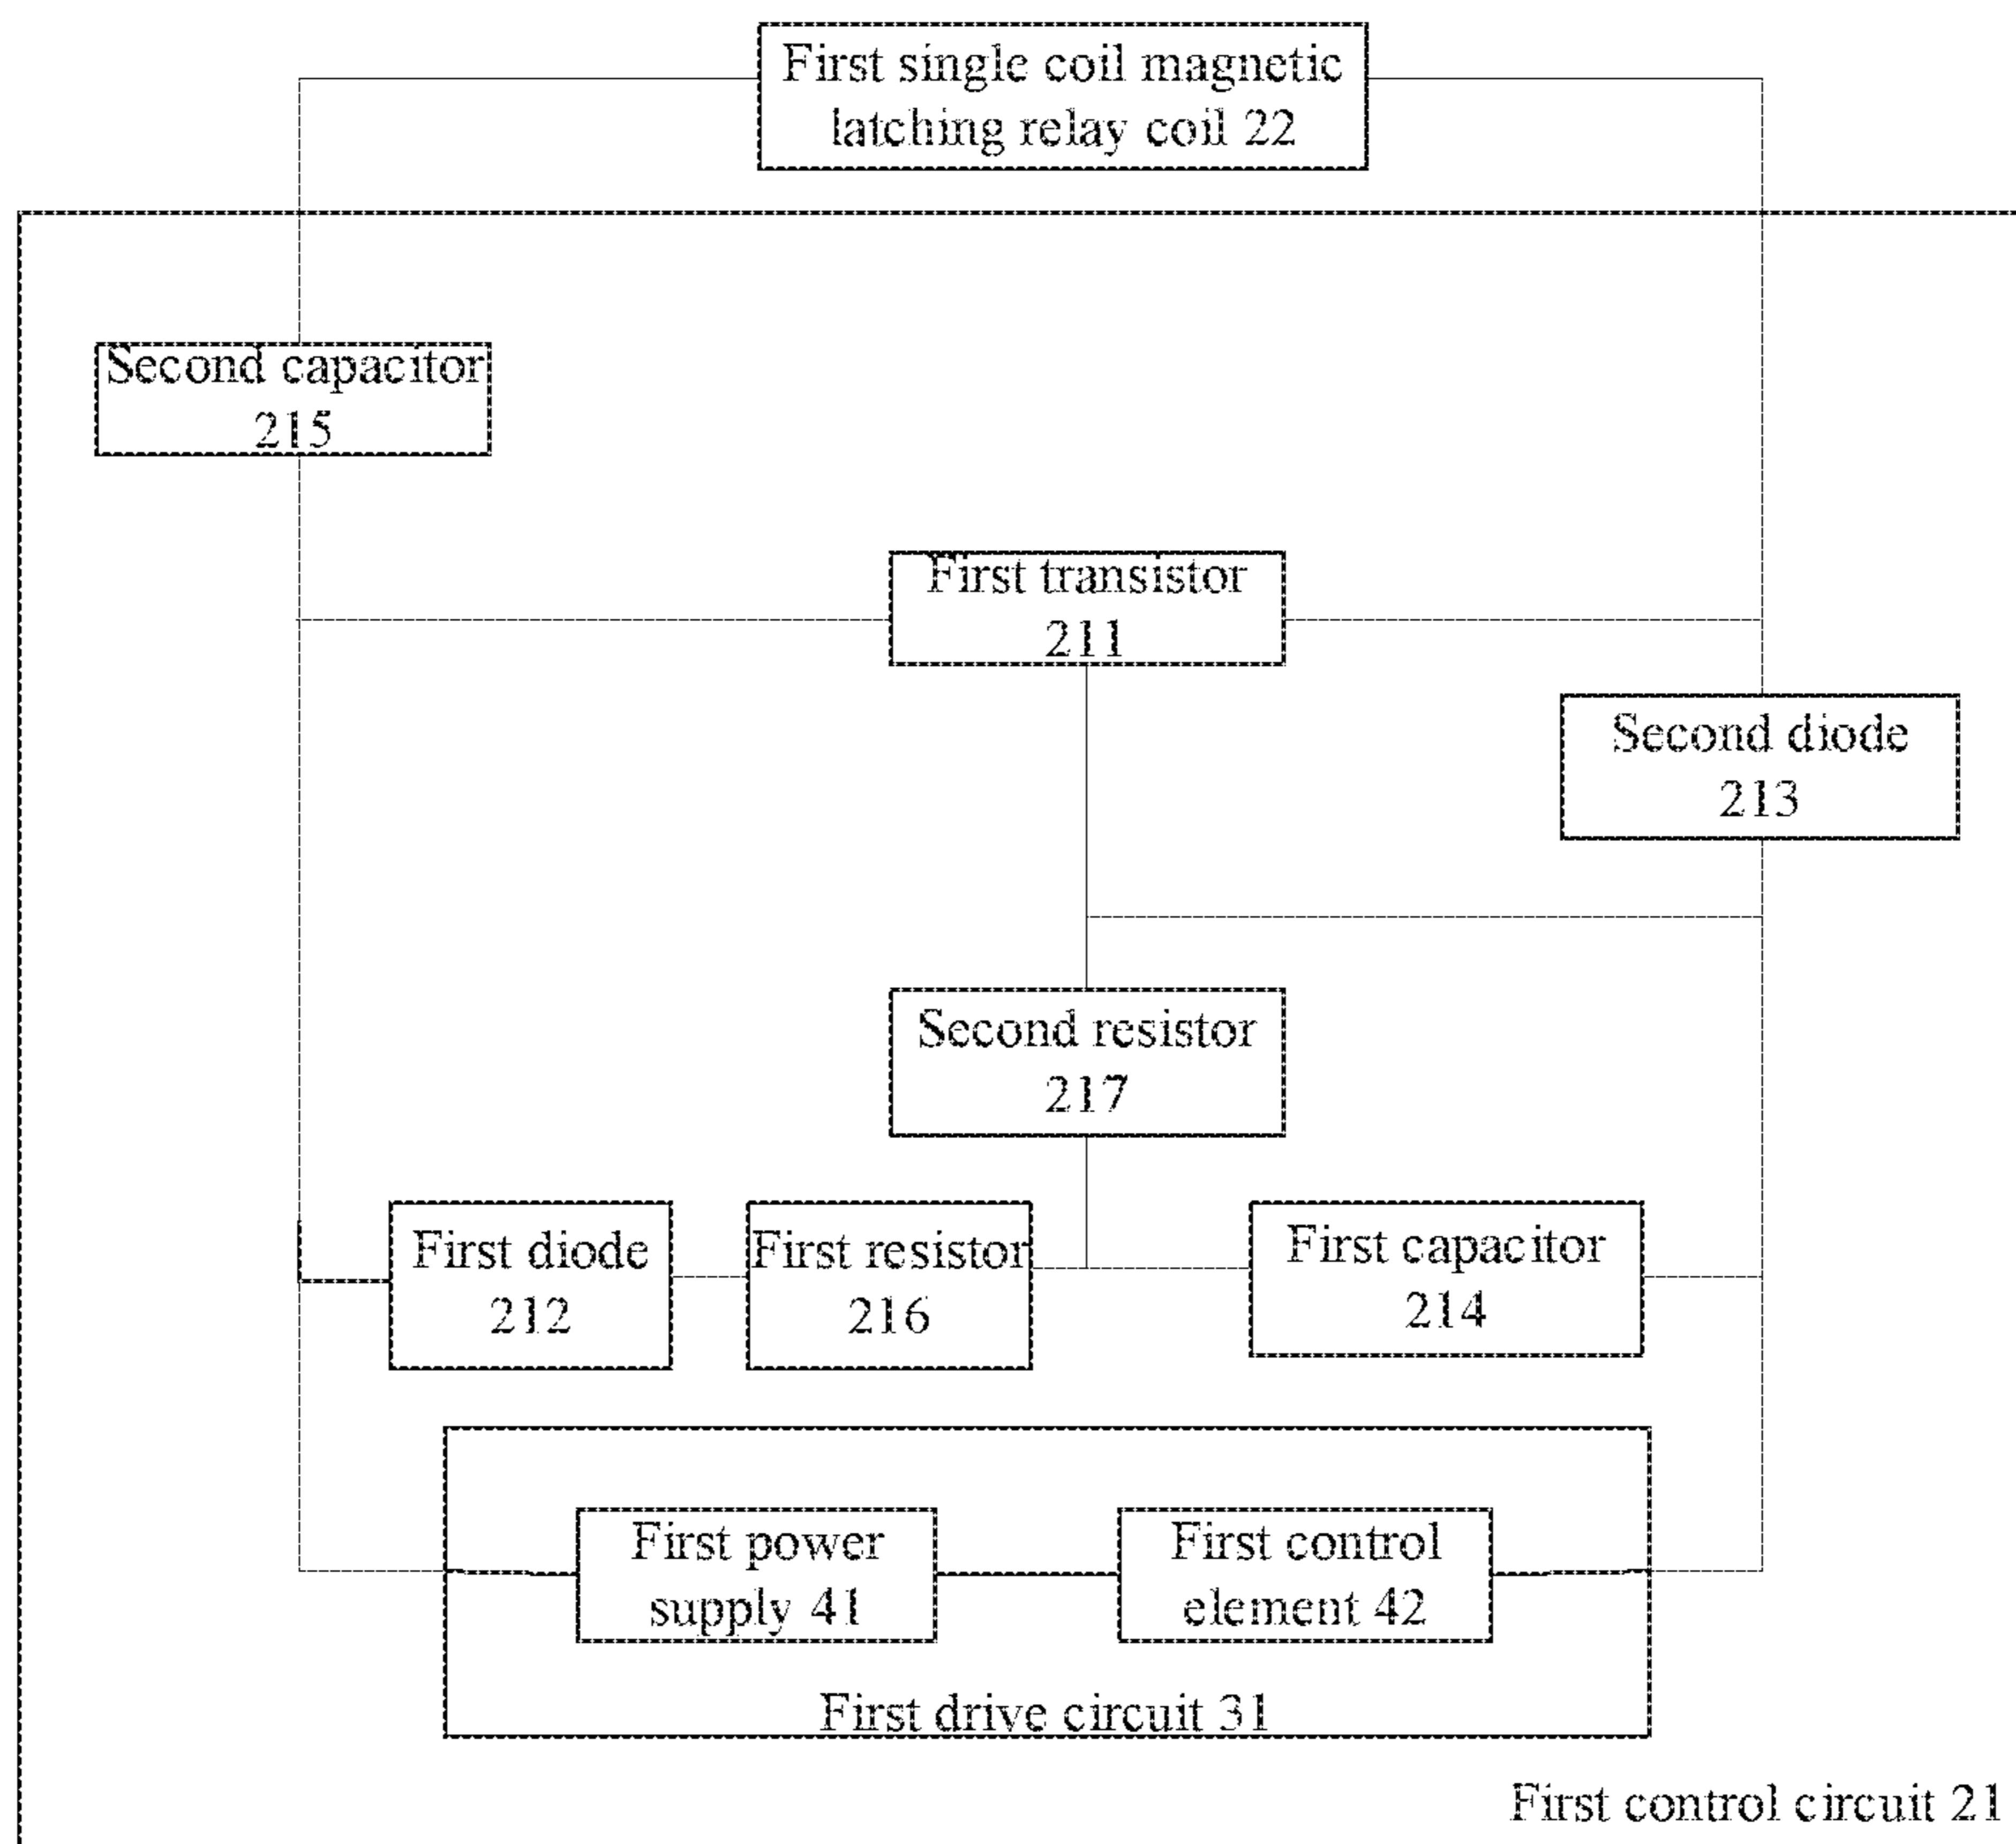 First single coil magnetic
latching relay coil 22
Second capacitor
215
First transistor
211
Second diode
213
Second resistor
217
First diode
212
First resistor
216
First capacitor
214
First power
supply 41
First control
element 42
First drive circuit 31
First control circuit 21